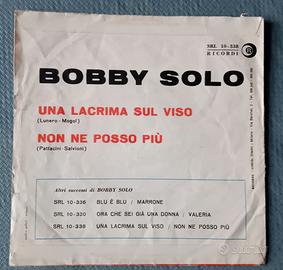 SRL 10-338
RICORDI
R
BOBBY SOLO
UNA LACRIMA SUL VISO
(Lunero - Mogol)
NON NE POSSO PIÙ
(Pattacini - Salvioni)
Altri successi di BOBBY SOLO
SRL 10-336 BLU È BLU / MARRONE
SRL 10-320 ORA CHE SEI GIÀ UNA DONNA / VALERIA
SRL 10-338 UNA LACRIMA SUL VISO / NON NE POSSO PIÙ
subito